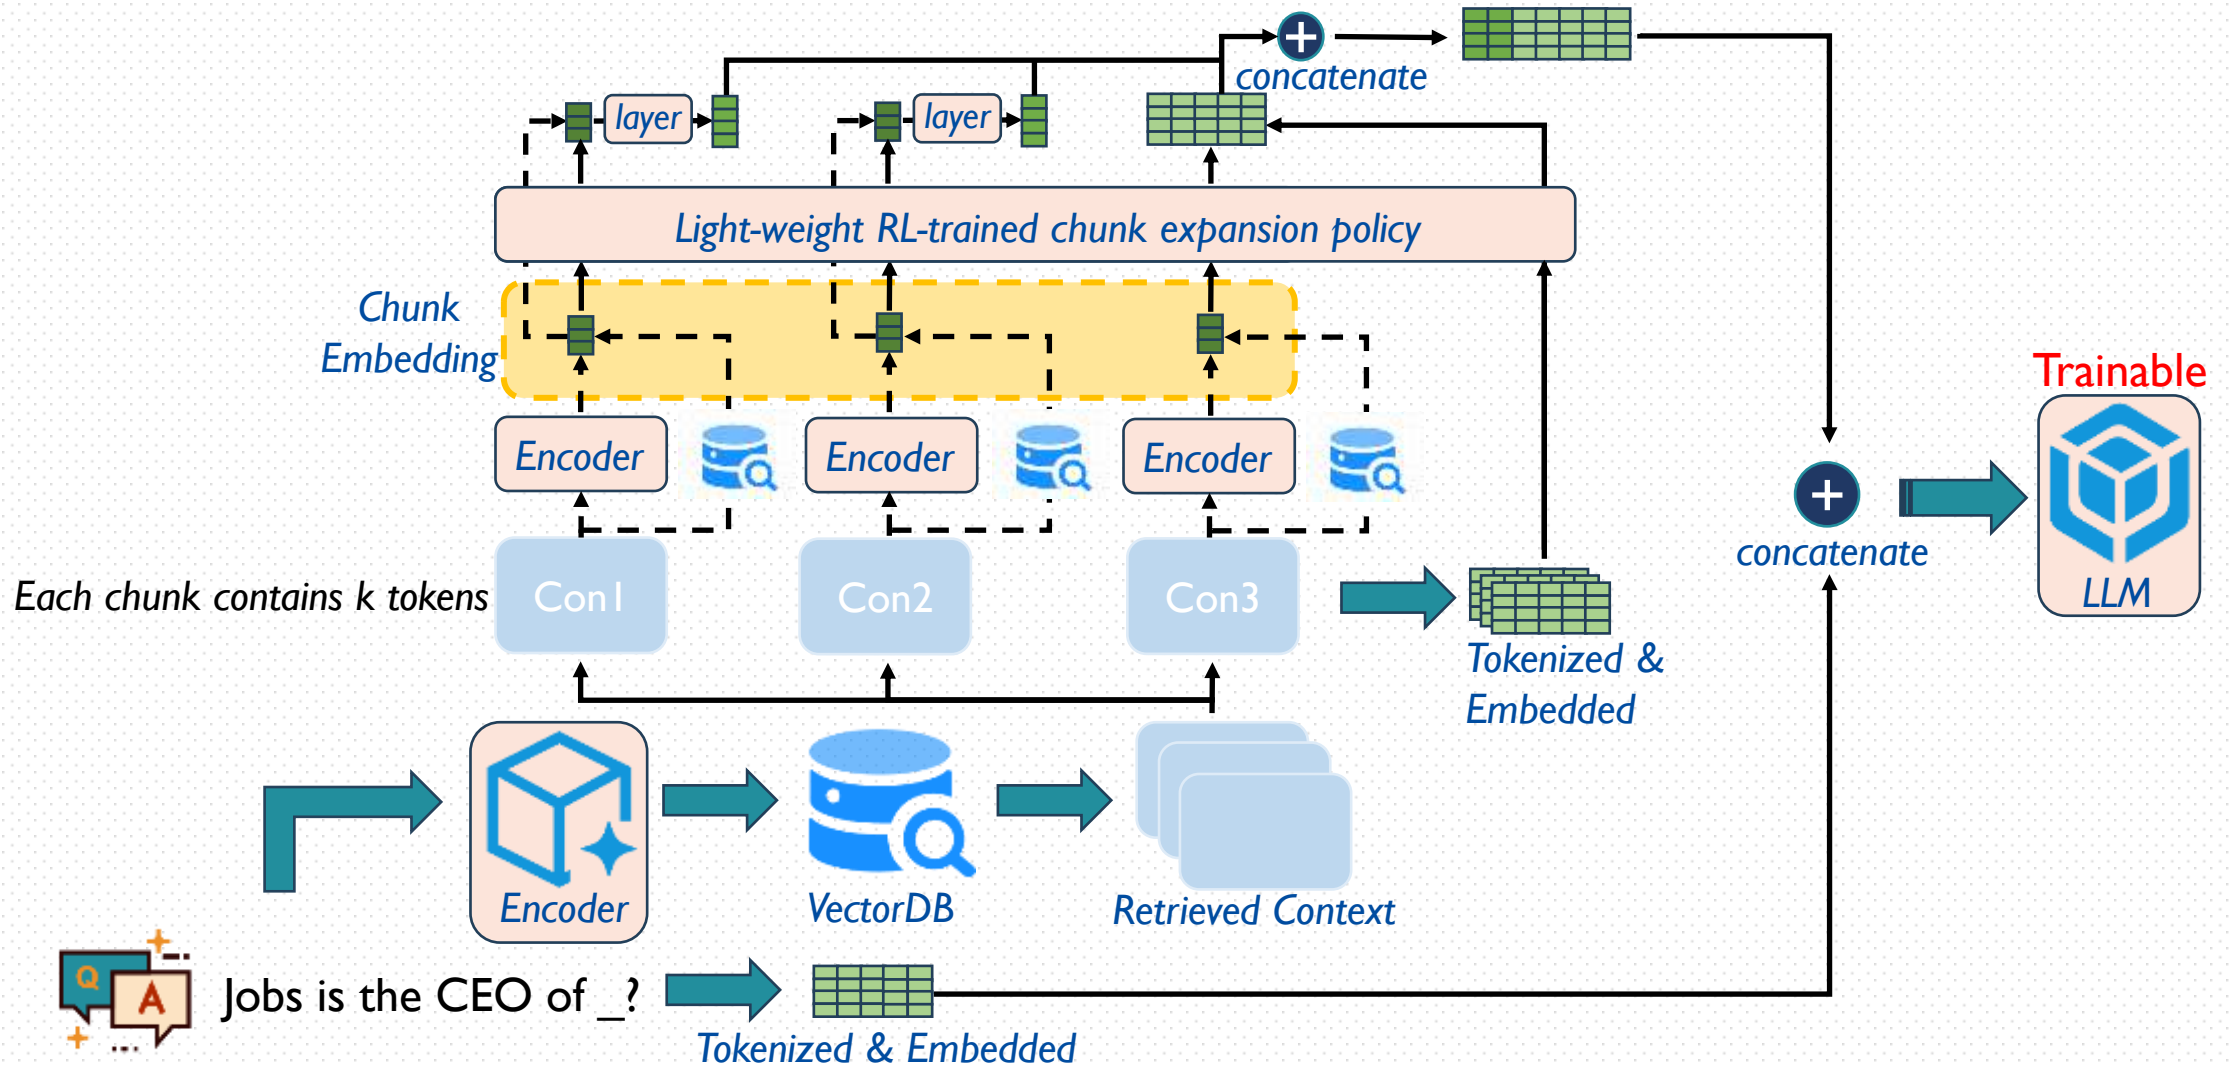 concatenate
layer
layer
Light-weight RL-trained chunk expansion policy
Chunk
Embedding
Trainable
Encoder
Encoder
Encoder
concatenate
LLM
Each chunk contains k tokens
Con1
Con2
Con3
Tokenized &
Embedded
Encoder
VectorDB
Retrieved Context
Q
A
Jobs is the CEO of _?
Tokenized & Embedded